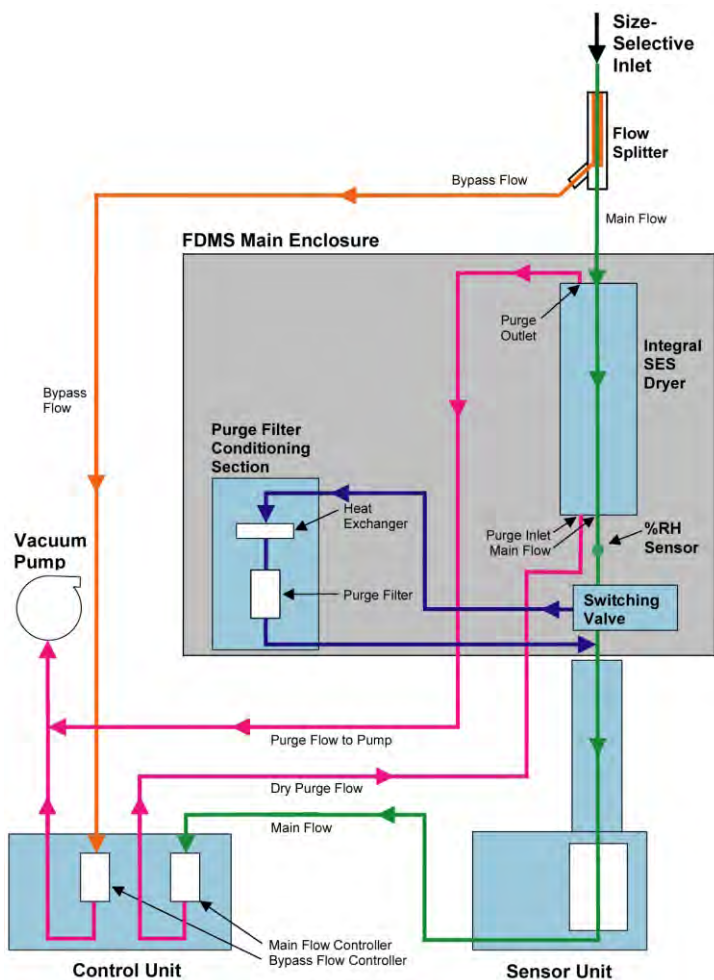 Size-
Selective
Inlet
Flow
Splitter
Bypass Flow
Main Flow
FDMS Main Enclosure
Purge
Outlet
Integral
SES
Dryer
Bypass
Flow
Purge Filter
Conditioning
Section
Heat
Exchanger
Purge Inlet
Main Flow
%RH
Sensor
Vacuum
Pump
Purge Filter
Switching
Valve
Purge Flow to Pump
Dry Purge Flow
Main Flow
Main Flow Controller
Bypass Flow Controller
Control Unit
Sensor Unit